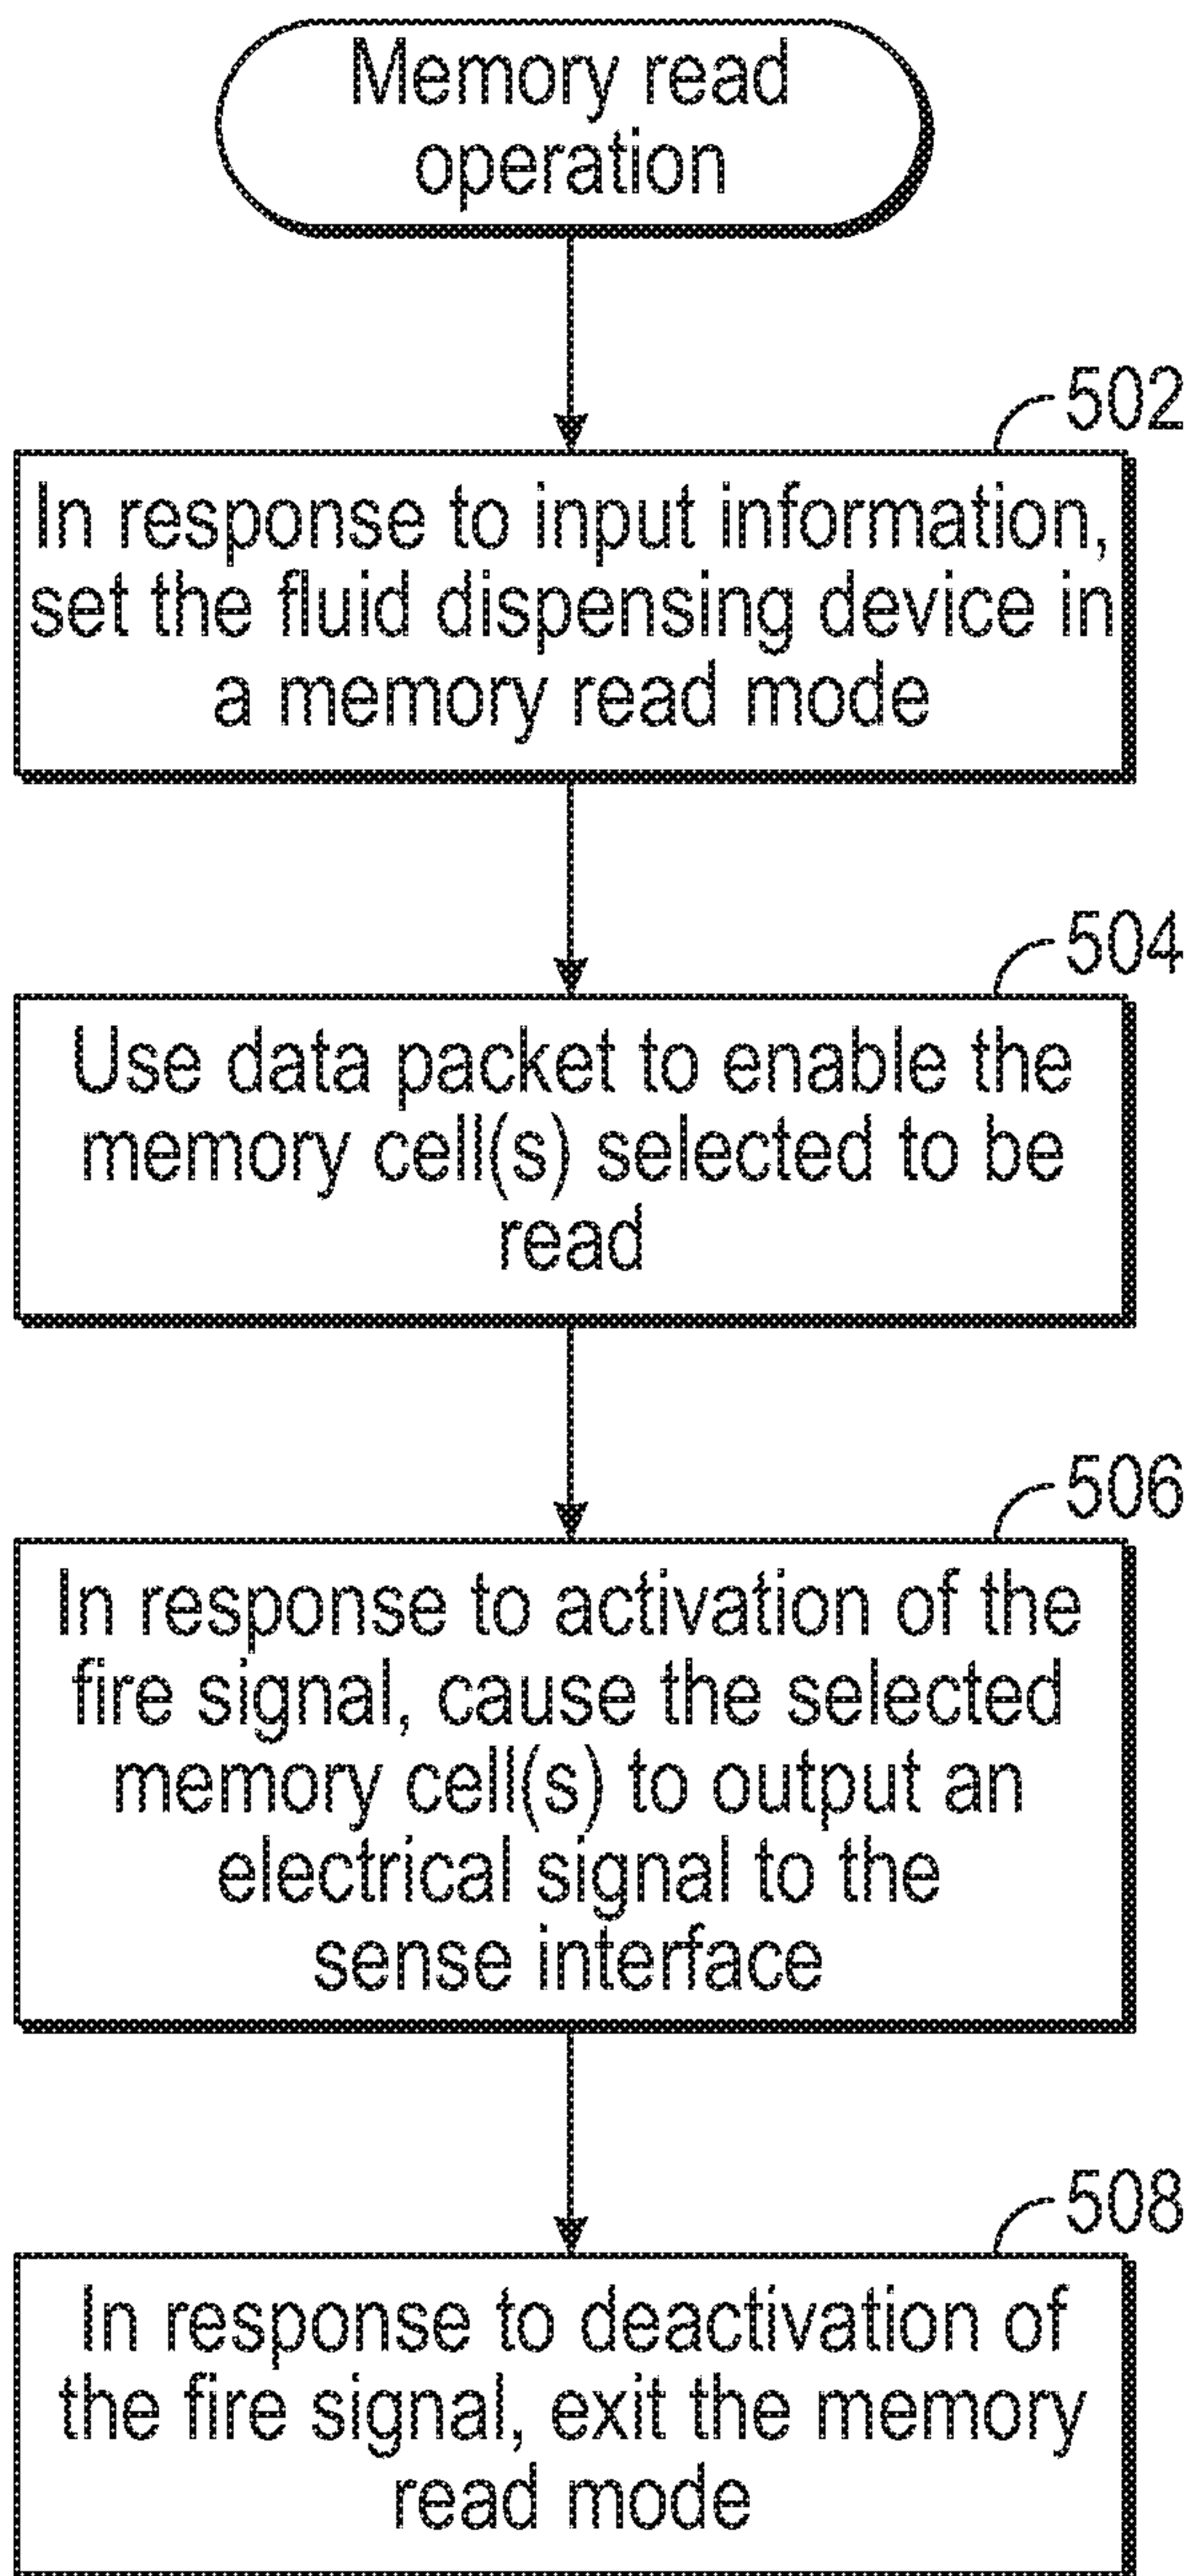 Memory read
operation
502
In response to input information,
set the fluid dispensing device in
a memory read mode
504
Use data packet to enable the
memory cell(s) selected to be
read
506
In response to activation of the
fire signal, cause the selected
memory cell(s) to output an
electrical signal to the
sense interface
508
In response to deactivation of
the fire signal, exit the memory
read mode